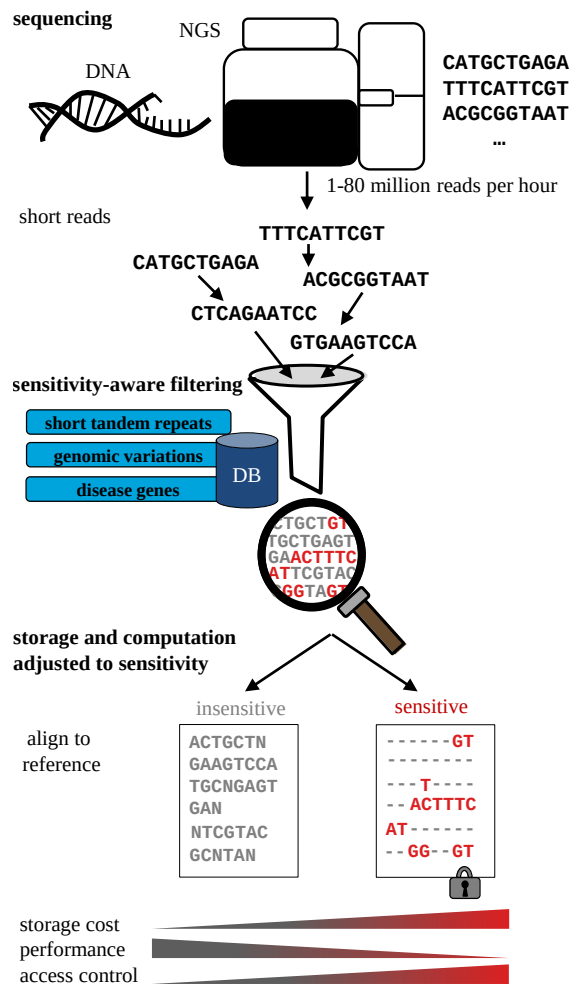 sequencing
NGS
DNA
CATGCTGAGA
TTTCATTCGT
ACGCGGTAAT
...
1-80 million reads per hour
short reads
TTTCATTCGT
CATGCTGAGA
ACGCGGTAAT
CTCAGAATCC
GTGAAGTCCA
sensitivity-aware filtering
short tandem repeats
genomic variations
disease genes
DB
CTGCTGT
TGCTGAGT
GAACTTTC
ATTCGTAC
GGTAGT
storage and computation
adjusted to sensitivity
insensitive
sensitive
align to
reference
ACTGCTN
GAAGTCCA
TGCNGAGT
GAN
NTCGTAC
GCNTAN
------GT
--------
---T----
--ACTTTC
AT------
--GG--GT
storage cost
performance
access control